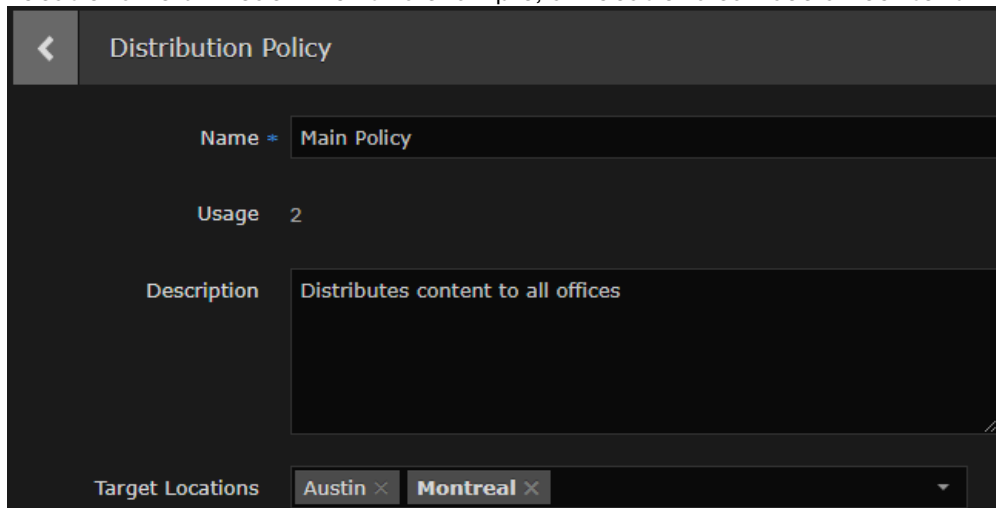 Distribution Policy
Name * Main Policy
Usage 2
Description Distributes content to all offices
Target Locations Austin × Montreal ×